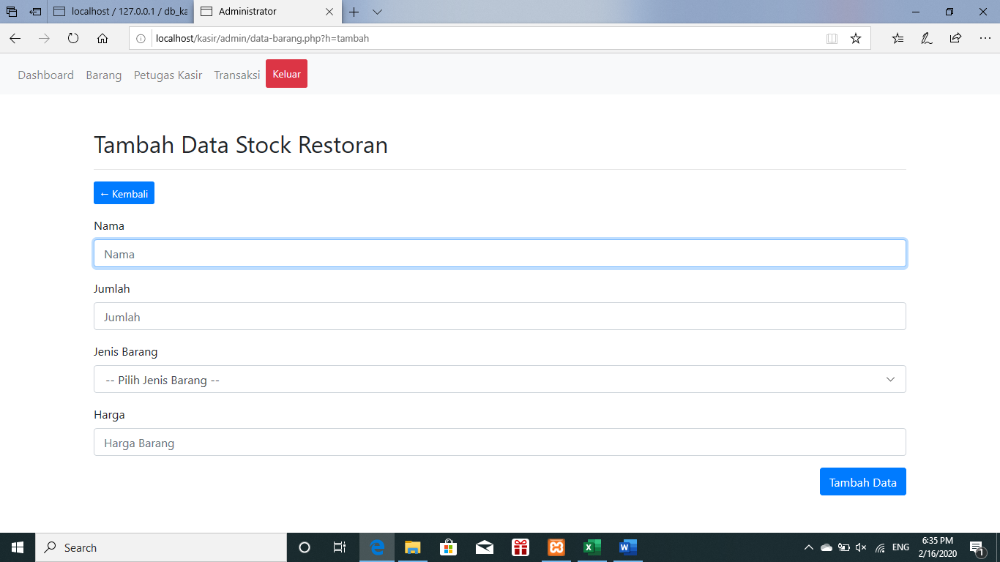 localhost / 127.0.0.1 / db_ka
Administrator
localhost/kasir/admin/data-barang.php?h=tambah
Dashboard Barang Petugas Kasir Transaksi Keluar
Tambah Data Stock Restoran
← Kembali
Nama
Nama
Jumlah
Jumlah
Jenis Barang
-- Pilih Jenis Barang --
Harga
Harga Barang
Tambah Data
Search
ENG
6:35 PM
2/16/2020
1